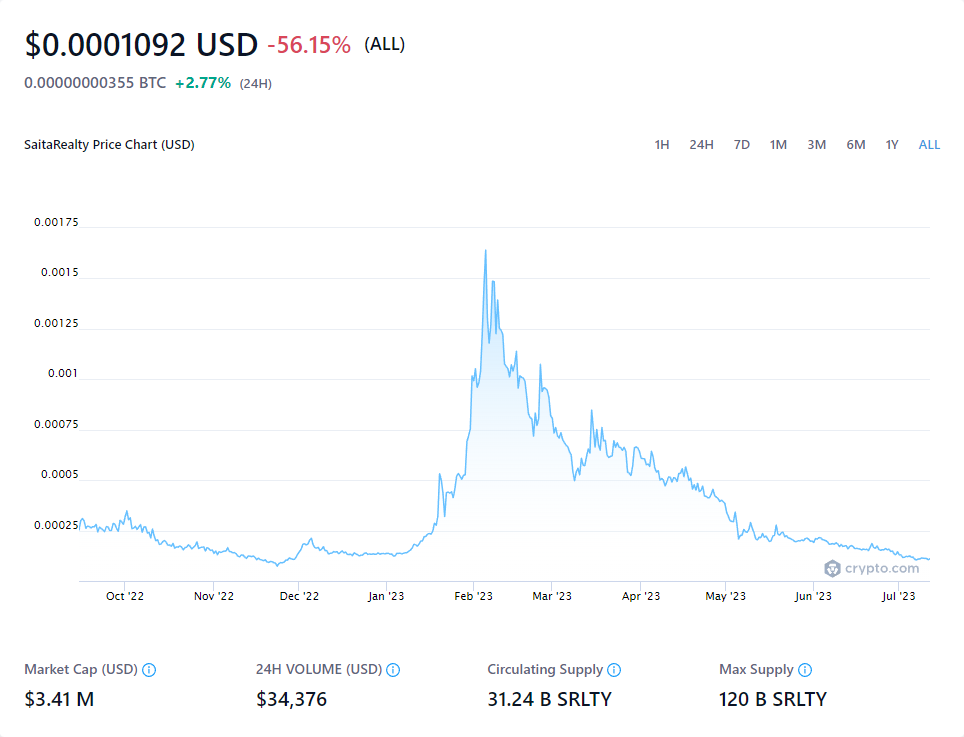 $0.0001092 USD -56.15% (ALL)
0.00000000355 BTC +2.77% (24H)
SaitaRealty Price Chart (USD)
1H 24H 7D 1M 3M 6M 1Y ALL
0.00175
0.0015
0.00125
0.001
0.00075
0.0005
0.00025
crypto.com
Oct '22 Nov '22 Dec '22 Jan '23 Feb '23 Mar '23 Apr '23 May '23 Jun '23 Jul '23
Market Cap (USD) 24H VOLUME (USD) Circulating Supply Max Supply
$3.41 M $34,376 31.24 B SRLTY 120 B SRLTY